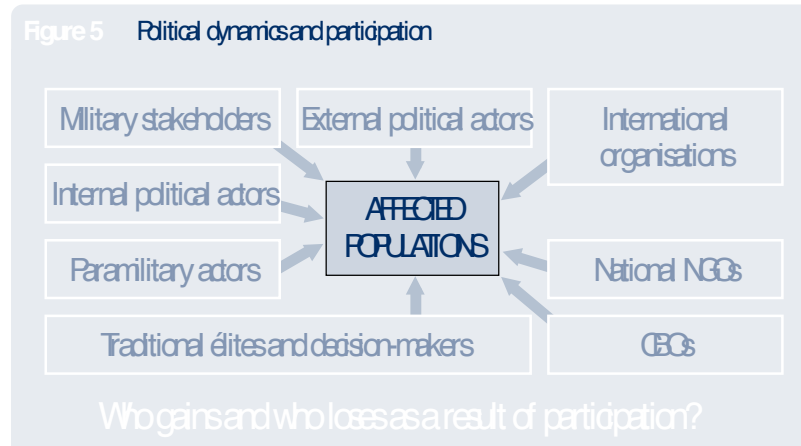 Figure 5 Political dynamics and participation
Military stakeholders
External political actors
International
organisations
Internal political actors
AFFECTED
POPULATIONS
Paramilitary actors
National NGOs
Traditional élites and decision-makers
CBOs
Who gains and who loses as a result of participation?